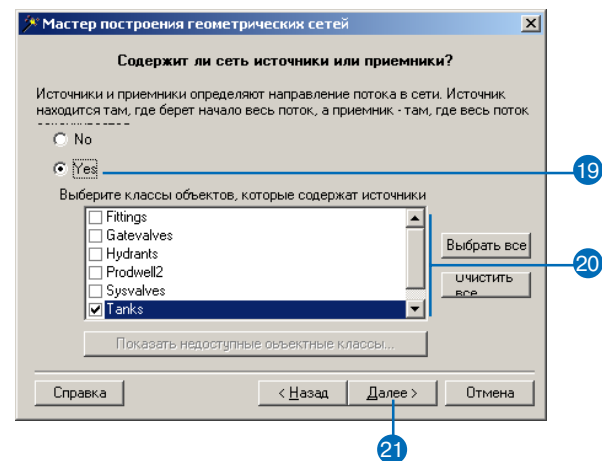 Мастер построения геометрических сетей
Содержит ли сеть источники или приемники?
Источники и приемники определяют направление потока в сети. Источник
находится там, где берет начало весь поток, а приемник - там, где весь поток
No
Yes
19
Выберите классы объектов, которые содержат источники
Fittings
Gatevalves
Hydrants
Prodwell2
Sysvalves
Tanks
Выбрать все
20
Очистить
все
Показать недоступные объектные классы...
Справка
< Назад
Далее >
Отмена
21